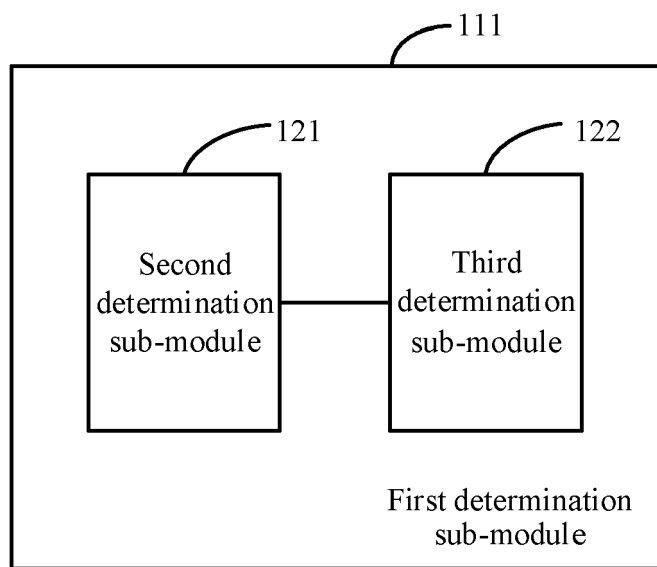 111
121
122
Second
determination
sub-module
Third
determination
sub-module
First determination
sub-module